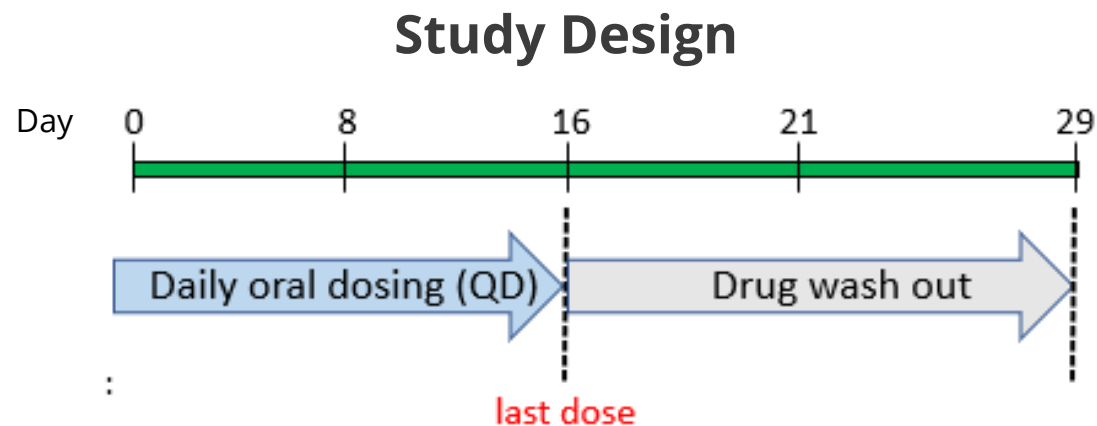 Study Design
Day 0 8 16 21 29
Daily oral dosing (QD) Drug wash out
:
last dose